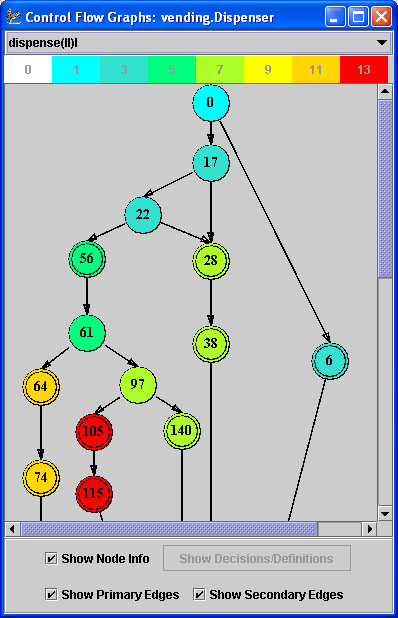 Control Flow Graphs: vending.Dispenser
dispense(II)I
0 1 3 5 7 9 11 13
0
17
22
56 28
61
38
6
64 97
105 140
74
115
Show Node Info Show Decisions/Definitions
Show Primary Edges Show Secondary Edges